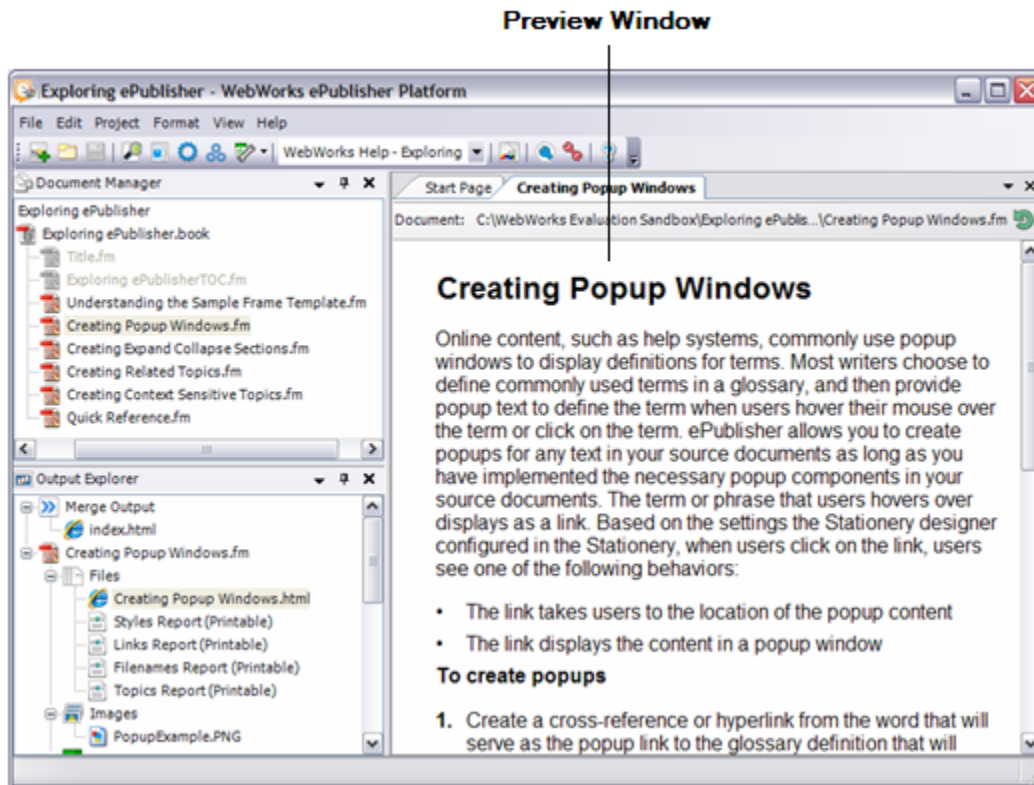 Preview Window
Exploring ePublisher - WebWorks ePublisher Platform
File Edit Project Format View Help
WebWorks Help - Exploring
Document Manager
Exploring ePublisher
Exploring ePublisher.book
Title.fm
Exploring ePublisherTOC.fm
Understanding the Sample Frame Template.fm
Creating Popup Windows.fm
Creating Expand Collapse Sections.fm
Creating Related Topics.fm
Creating Context Sensitive Topics.fm
Quick Reference.fm
Output Explorer
Merge Output
index.html
Creating Popup Windows.fm
Files
Creating Popup Windows.html
Styles Report (Printable)
Links Report (Printable)
Filenames Report (Printable)
Topics Report (Printable)
Images
PopupExample.PNG
Start Page Creating Popup Windows
Document: C:\WebWorks Evaluation Sandbox\Exploring ePublis...\Creating Popup Windows.fm
Creating Popup Windows
Online content, such as help systems, commonly use popup
windows to display definitions for terms. Most writers choose to
define commonly used terms in a glossary, and then provide
popup text to define the term when users hover their mouse over
the term or click on the term. ePublisher allows you to create
popups for any text in your source documents as long as you
have implemented the necessary popup components in your
source documents. The term or phrase that users hovers over
displays as a link. Based on the settings the Stationery designer
configured in the Stationery, when users click on the link, users
see one of the following behaviors:
• The link takes users to the location of the popup content
• The link displays the content in a popup window
To create popups
1. Create a cross-reference or hyperlink from the word that will
serve as the popup link to the glossary definition that will